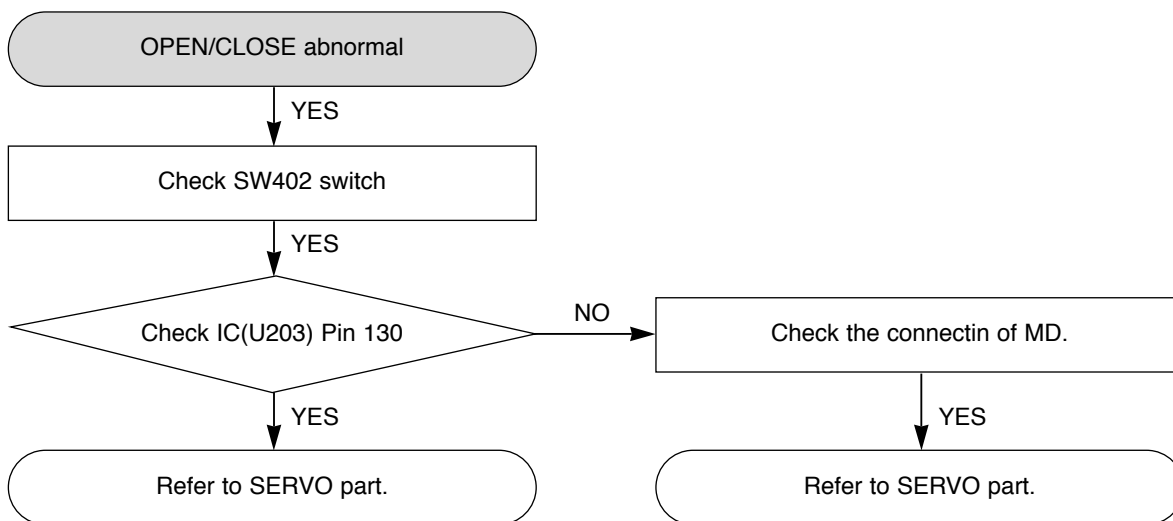 OPEN/CLOSE abnormal
YES
Check SW402 switch
YES
Check IC(U203) Pin 130
NO
Check the connectin of MD.
YES
YES
Refer to SERVO part.
Refer to SERVO part.